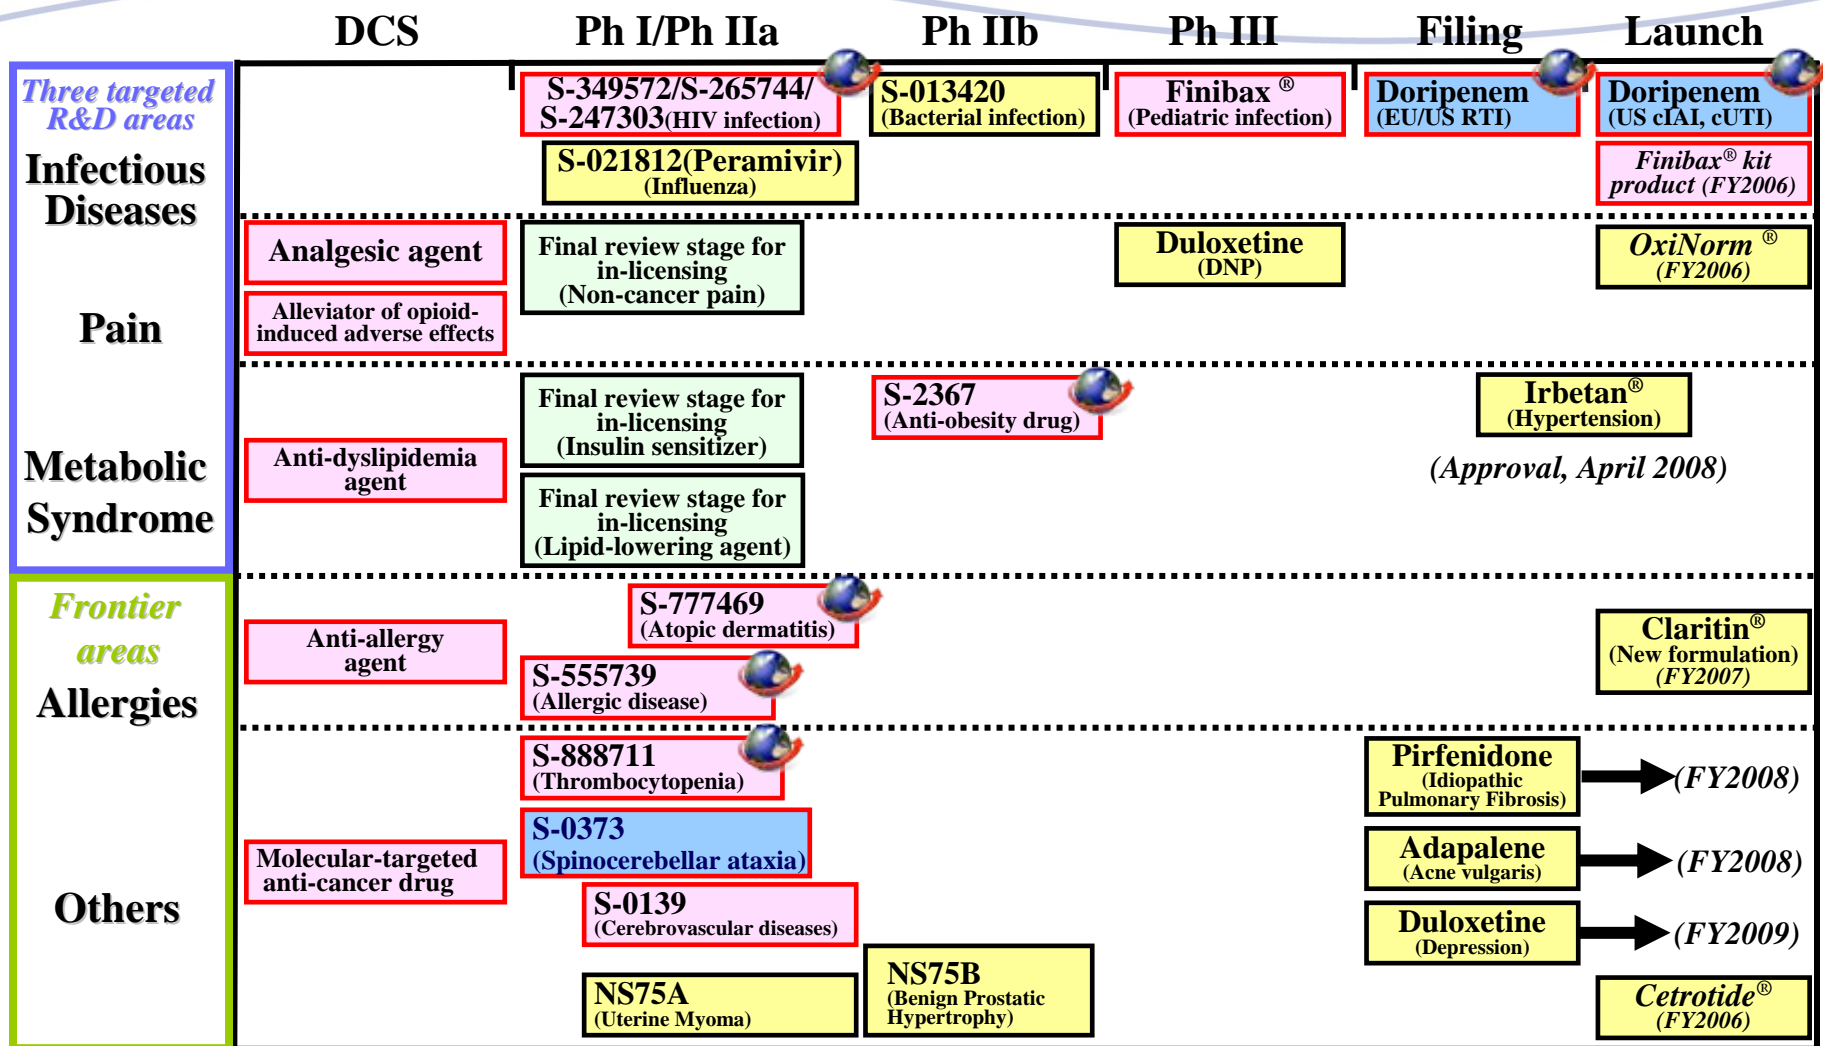 DCS
Ph I/Ph IIa
Ph IIb
Ph III
Filing
Launch
Three targeted
R&D areas
Infectious
Diseases
S-349572/S-265744/
S-247303(HIV infection)
S-021812(Peramivir)
(Influenza)
S-013420
(Bacterial infection)
Finibax ®
(Pediatric infection)
Doripenem
(EU/US RTI)
Doripenem
(US cIAI, cUTI)
Finibax® kit
product (FY2006)
Pain
Analgesic agent
Alleviator of opioid-
induced adverse effects
Final review stage for
in-licensing
(Non-cancer pain)
Duloxetine
(DNP)
OxiNorm ®
(FY2006)
Metabolic
Syndrome
Anti-dyslipidemia
agent
Final review stage for
in-licensing
(Insulin sensitizer)
Final review stage for
in-licensing
(Lipid-lowering agent)
S-2367
(Anti-obesity drug)
Irbetan®
(Hypertension)
(Approval, April 2008)
Frontier
areas
Allergies
Anti-allergy
agent
S-777469
(Atopic dermatitis)
S-555739
(Allergic disease)
Claritin®
(New formulation)
(FY2007)
Others
Molecular-targeted
anti-cancer drug
S-888711
(Thrombocytopenia)
S-0373
(Spinocerebellar ataxia)
S-0139
(Cerebrovascular diseases)
NS75A
(Uterine Myoma)
NS75B
(Benign Prostatic
Hypertrophy)
Pirfenidone
(Idiopathic
Pulmonary Fibrosis)
(FY2008)
Adapalene
(Acne vulgaris)
(FY2008)
Duloxetine
(Depression)
(FY2009)
Cetrotide®
(FY2006)